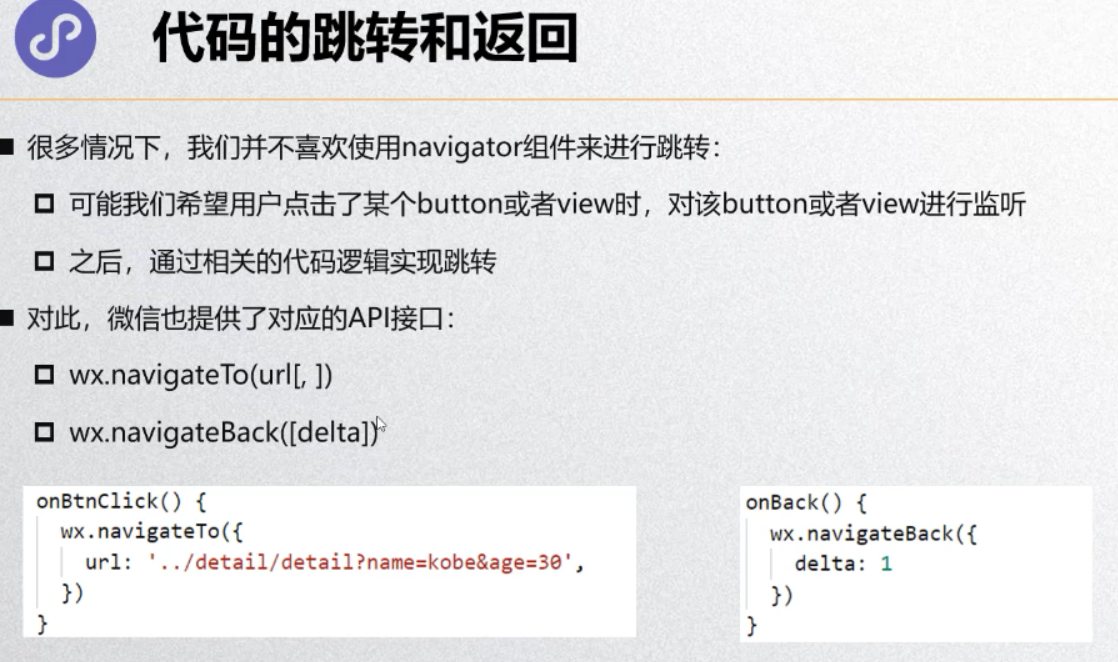 代码的跳转和返回
很多情况下，我们并不喜欢使用navigator组件来进行跳转：
可能我们希望用户点击了某个button或者view时，对该button或者view进行监听
之后，通过相关的代码逻辑实现跳转
对此，微信也提供了对应的API接口：
wx.navigateTo(url[, ])
wx.navigateBack([delta])
onBtnClick() {
wx.navigateTo({
url: '../detail/detail?name=kobe&age=30',
})
}
onBack() {
wx.navigateBack({
delta: 1
})
}